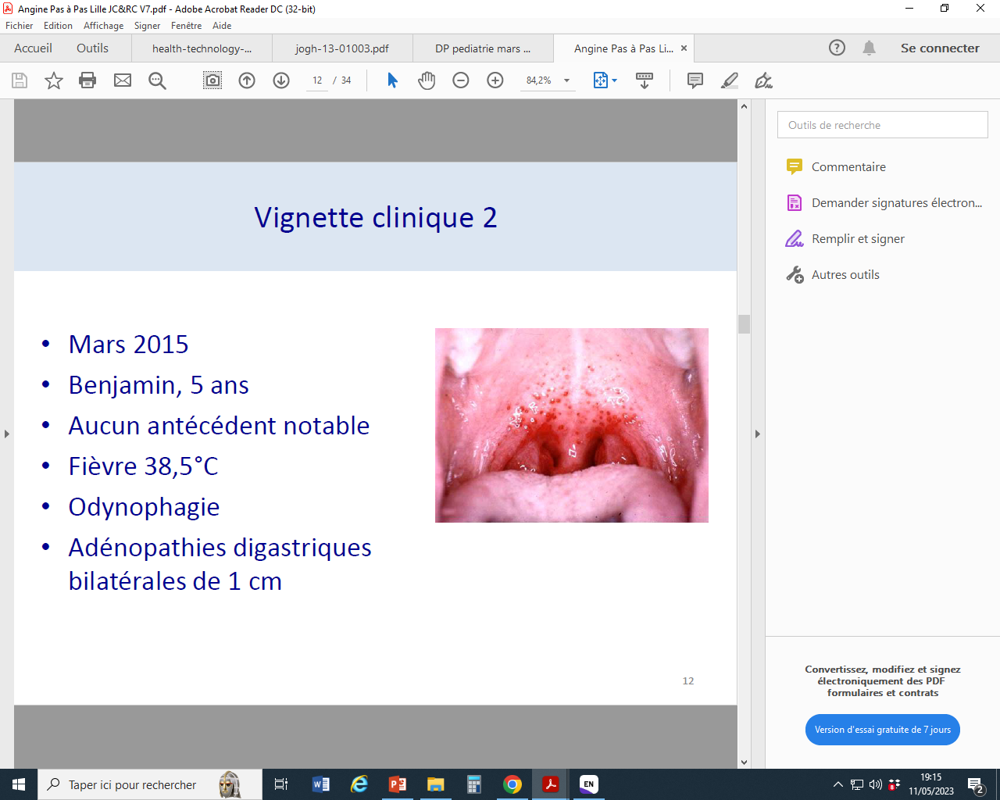 Angine Pas à Pas Lille JC&RC V7.pdf - Adobe Acrobat Reader DC (32-bit)
Fichier Edition Affichage Signer Fenêtre Aide
Accueil Outils health-technology-... jogh-13-01003.pdf DP pediatrie mars ... Angine Pas à Pas Li... × Se connecter
12 / 34 84,2%
Outils de recherche
Commentaire
Demander signatures électron...
Remplir et signer
Autres outils
Convertissez, modifiez et signez
électroniquement des PDF
formulaires et contrats
Version d'essai gratuite de 7 jours
Vignette clinique 2
• Mars 2015
• Benjamin, 5 ans
• Aucun antécédent notable
• Fièvre 38,5°C
• Odynophagie
• Adénopathies digastriques
bilatérales de 1 cm
12
Taper ici pour rechercher
EN
19:15
11/05/2023
2